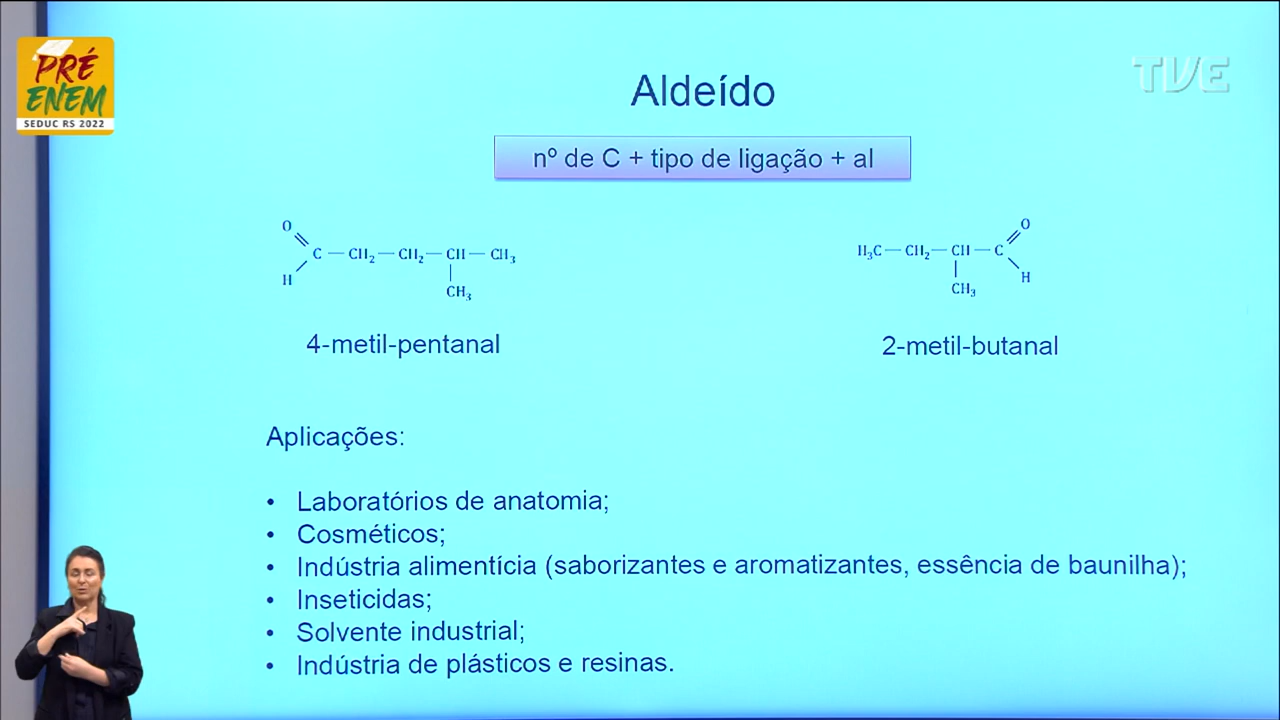 PRÉ
ENEM
SEDUC RS 2022
TVE
Aldeído
nº de C + tipo de ligação + al
O
C — CH₂ — CH₂ — CH — CH₃
H
CH₃
4-metil-pentanal
O
H₃C — CH₂ — CH — C
H
CH₃
2-metil-butanal
Aplicações:
• Laboratórios de anatomia;
• Cosméticos;
• Indústria alimentícia (saborizantes e aromatizantes, essência de baunilha);
• Inseticidas;
• Solvente industrial;
• Indústria de plásticos e resinas.